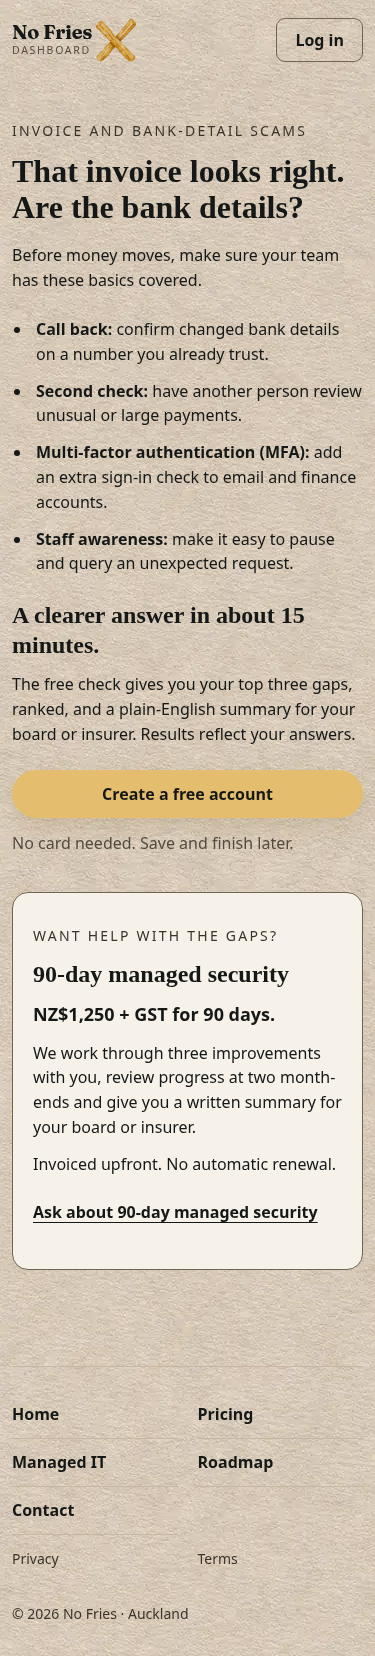 No Fries
DASHBOARD
Log in
INVOICE AND BANK-DETAIL SCAMS
That invoice looks right.
Are the bank details?
Before money moves, make sure your team
has these basics covered.
• Call back: confirm changed bank details
on a number you already trust.
• Second check: have another person review
unusual or large payments.
• Multi-factor authentication (MFA): add
an extra sign-in check to email and finance
accounts.
• Staff awareness: make it easy to pause
and query an unexpected request.
A clearer answer in about 15
minutes.
The free check gives you your top three gaps,
ranked, and a plain-English summary for your
board or insurer. Results reflect your answers.
Create a free account
No card needed. Save and finish later.
WANT HELP WITH THE GAPS?
90-day managed security
NZ$1,250 + GST for 90 days.
We work through three improvements
with you, review progress at two month-
ends and give you a written summary for
your board or insurer.
Invoiced upfront. No automatic renewal.
Ask about 90-day managed security
Home
Pricing
Managed IT
Roadmap
Contact
Privacy
Terms
© 2026 No Fries · Auckland